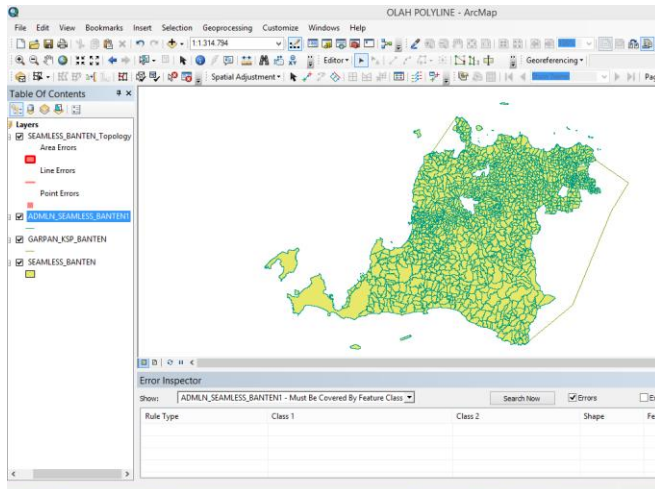 OLAH POLYLINE - ArcMap
File Edit View Bookmarks Insert Selection Geoprocessing Customize Windows Help
1:1.314.794
Editor Georeferencing
Spatial Adjustment
Table Of Contents
Layers
SEAMLESS_BANTEN_Topology
Area Errors
Line Errors
Point Errors
ADMLN_SEAMLESS_BANTEN1
GARPAN_KSP_BANTEN
SEAMLESS_BANTEN
Error Inspector
Show: ADMLN_SEAMLESS_BANTEN1 - Must Be Covered By Feature Class Search Now Errors
Rule Type Class 1 Class 2 Shape Fe